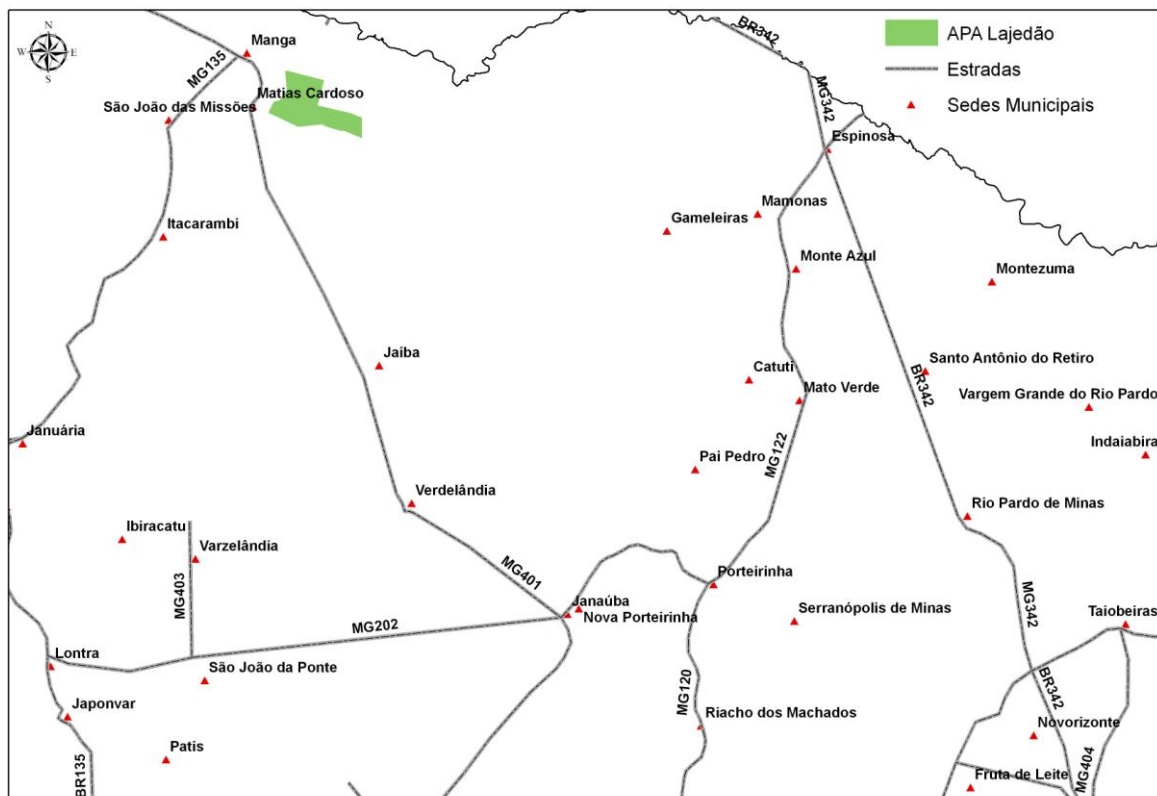 N
W
E
S
Manga
MG135
BR342
APA Lajedão
Estradas
Sedes Municipais
Matias Cardoso
São João das Missões
MG342
Espinosa
Itacarambi
Gameleiras
Mamonas
Monte Azul
Montezuma
Jaíba
Catuti
Mato Verde
Santo Antônio do Retiro
BR342
Vargem Grande do Rio Pardo
Januária
Pai Pedro
MG122
Indaiabira
Verdelândia
Rio Pardo de Minas
Ibiracatu
Varzelândia
MG403
MG401
Porteirinha
Janaúba
Nova Porteirinha
Serranópolis de Minas
MG342
Taiobeiras
MG202
Lontra
São João da Ponte
MG120
BR342
Japonvar
Riacho dos Machados
Novorizonte
Patis
BR135
Fruta de Leite
MG404